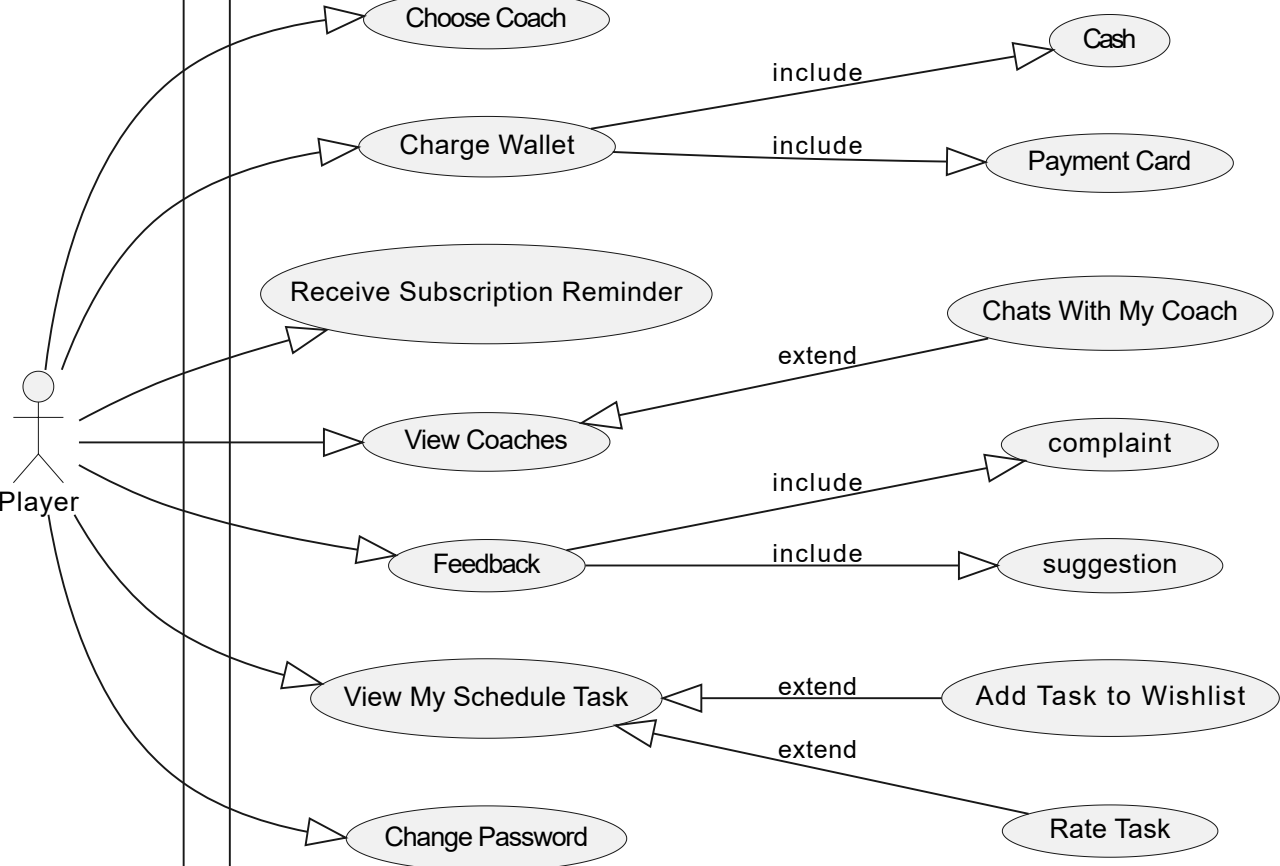 Choose Coach
Cash
include
Charge Wallet
include
Payment Card
Receive Subscription Reminder
Chats With My Coach
extend
View Coaches
complaint
include
Player
include
Feedback
suggestion
extend
View My Schedule Task
Add Task to Wishlist
extend
Rate Task
Change Password